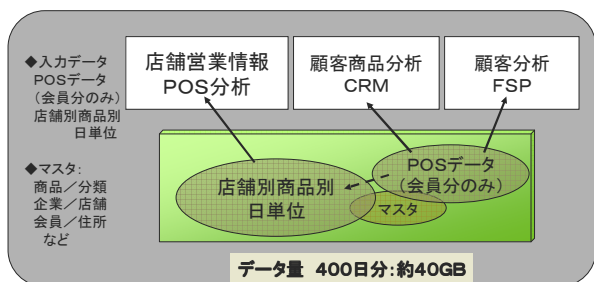 ◆入力データ
POSデータ
(会員分のみ)
店舗別商品別
日単位
◆マスタ:
商品/分類
企業/店舗
会員/住所
など
店舗営業情報
POS分析
顧客商品分析
CRM
顧客分析
FSP
店舗別商品別
日単位
POSデータ
(会員分のみ)
マスタ
データ量 400日分:約40GB